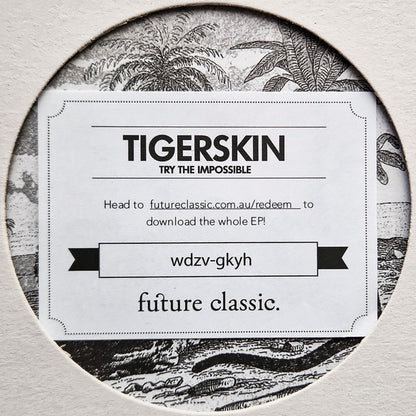 TIGERSKIN
TRY THE IMPOSSIBLE
Head to futureclassic.com.au/redeem to
download the whole EP!
wdzv-gkyh
future classic.